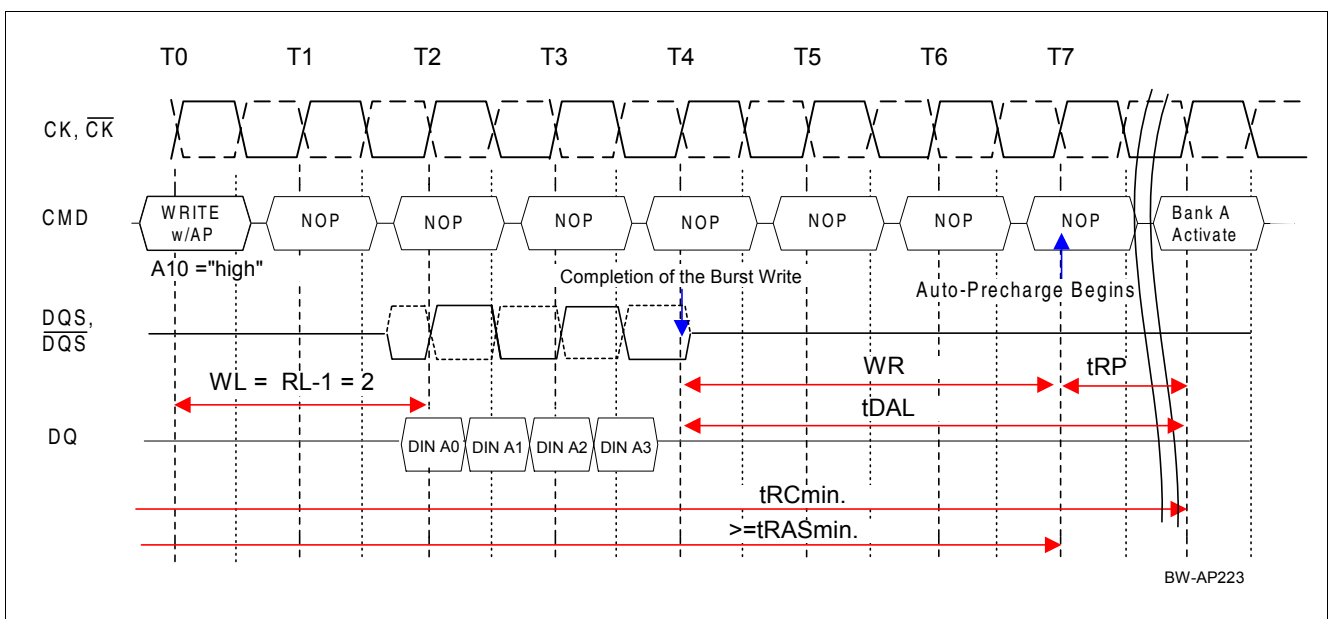 T0 T1 T2 T3 T4 T5 T6 T7
CK, CK
CMD
WRITE
w/AP
NOP
NOP
NOP
NOP
NOP
NOP
NOP
Bank A
Activate
A10 ="high"
Completion of the Burst Write
Auto-Precharge Begins
DQS,
DQS
WL = RL-1 = 2
WR
tRP
tDAL
DQ
DIN A0
DIN A1
DIN A2
DIN A3
tRCmin.
>=tRASmin.
BW-AP223